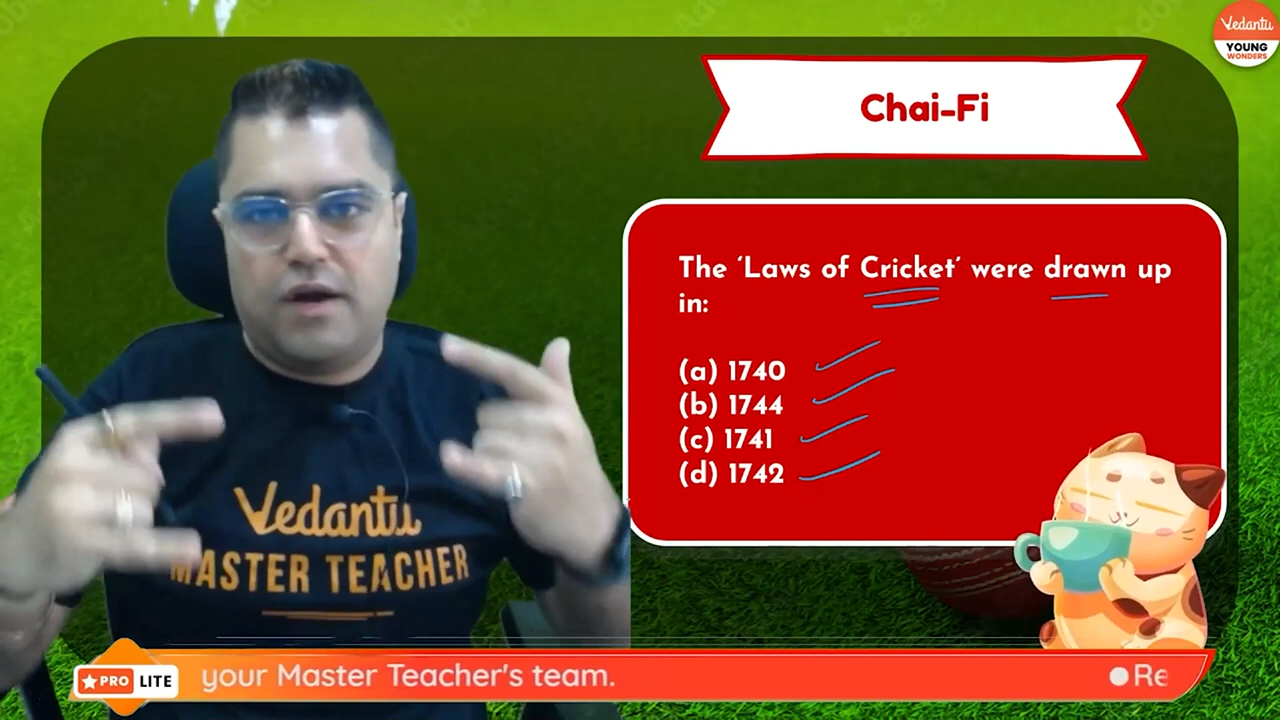 Vedantu
YOUNG
WONDERS
Chai-Fi
The ‘Laws of Cricket’ were drawn up
in:
(a) 1740
(b) 1744
(c) 1741
(d) 1742
Vedantu
MASTER TEACHER
PRO LITE
your Master Teacher's team.
Re